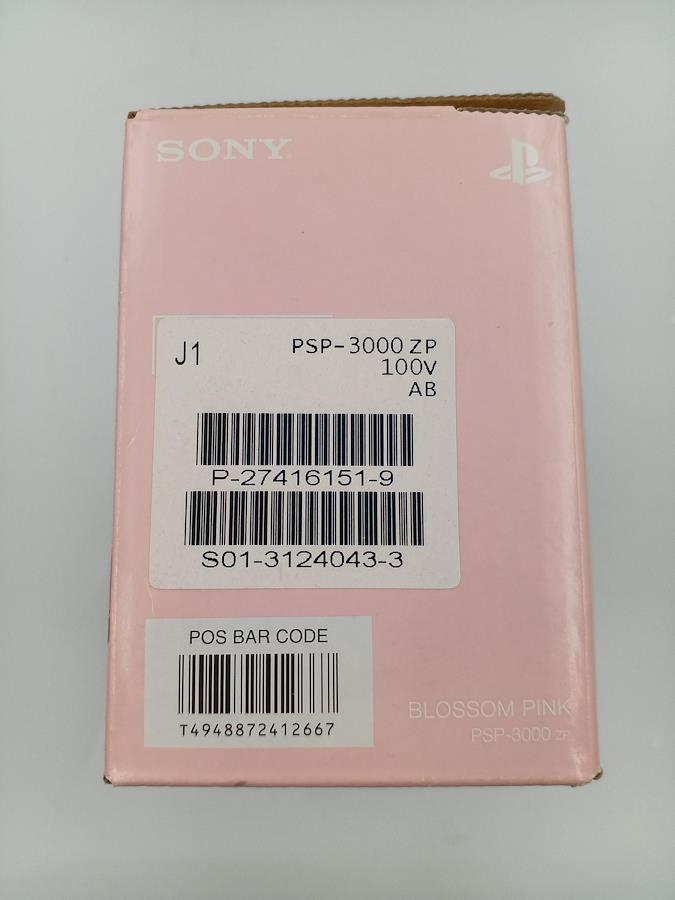 SONY
J1
PSP-3000 ZP
100V
AB
P-27416151-9
S01-3124043-3
POS BAR CODE
T4948872412667
BLOSSOM PINK
PSP-3000 ZP